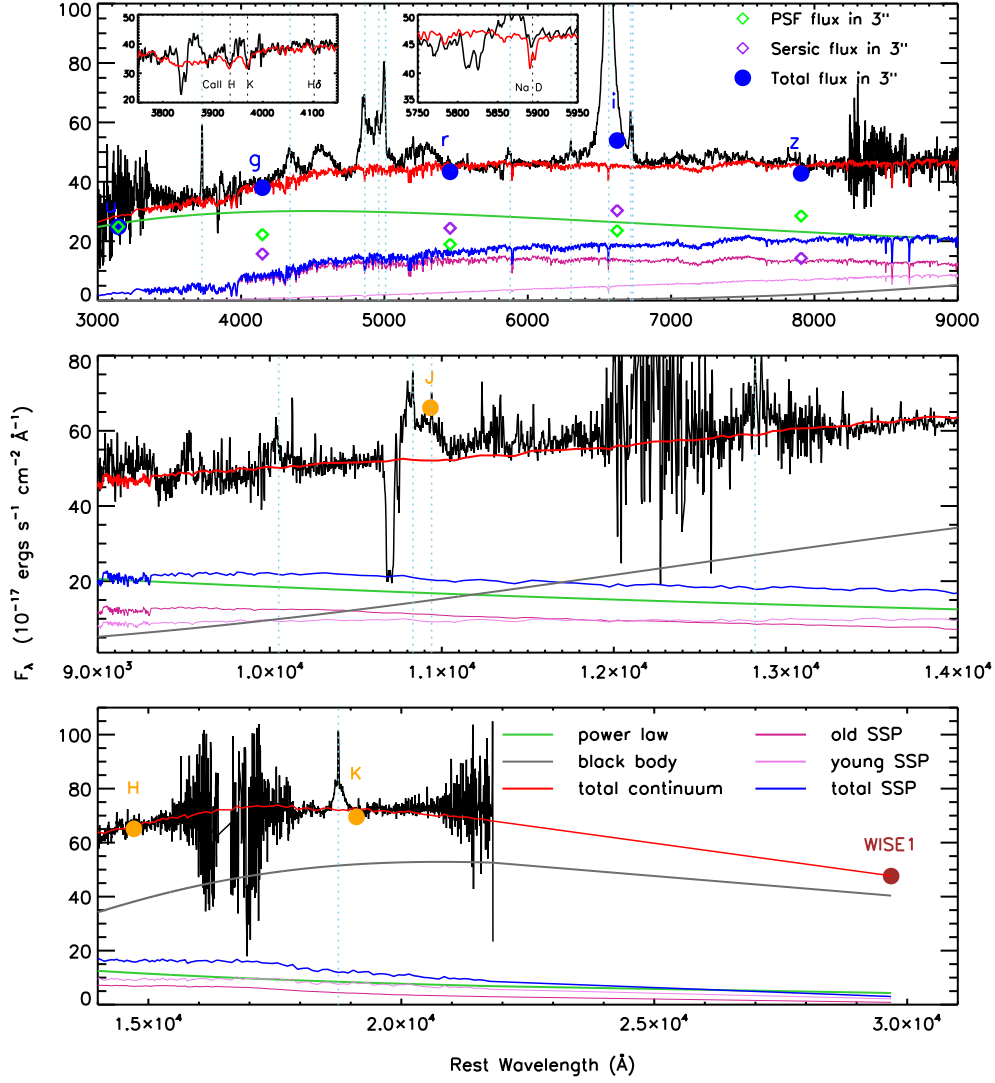 40
30
20
3800
3900
4000
4100
CaII H K Hδ
45
40
35
5750
5800
5850
5900
5950
Na D
PSF flux in 3"
Sersic flux in 3"
Total flux in 3"
100
80
60
40
20
0
u
g
r
i
z
3000
4000
5000
6000
7000
8000
9000
80
60
40
20
J
9.0×10³
1.0×10⁴
1.1×10⁴
1.2×10⁴
1.3×10⁴
1.4×10⁴
F_λ (10⁻¹⁷ ergs s⁻¹ cm⁻² Å⁻¹)
100
80
60
40
20
0
H
K
WISE1
power law
black body
total continuum
old SSP
young SSP
total SSP
1.5×10⁴
2.0×10⁴
2.5×10⁴
3.0×10⁴
Rest Wavelength (Å)